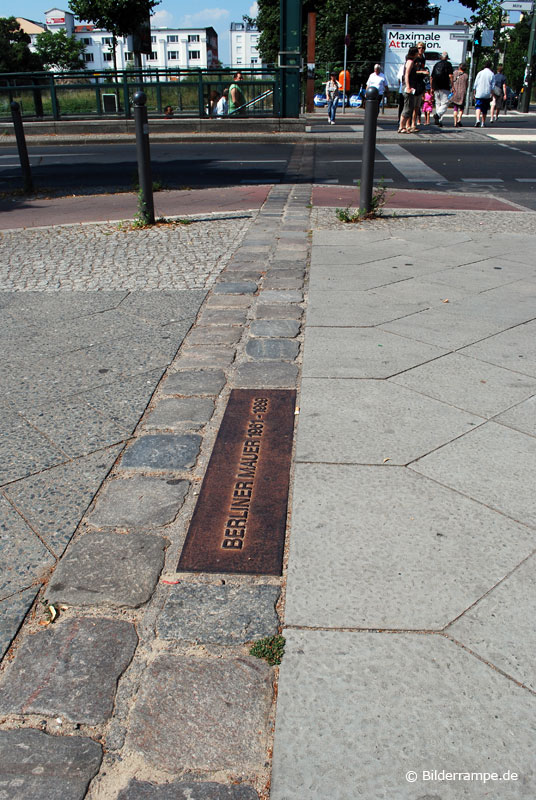 Maximale
AttRaktion.
BERLINER MAUER 1961 - 1989
© Bilderrampe.de